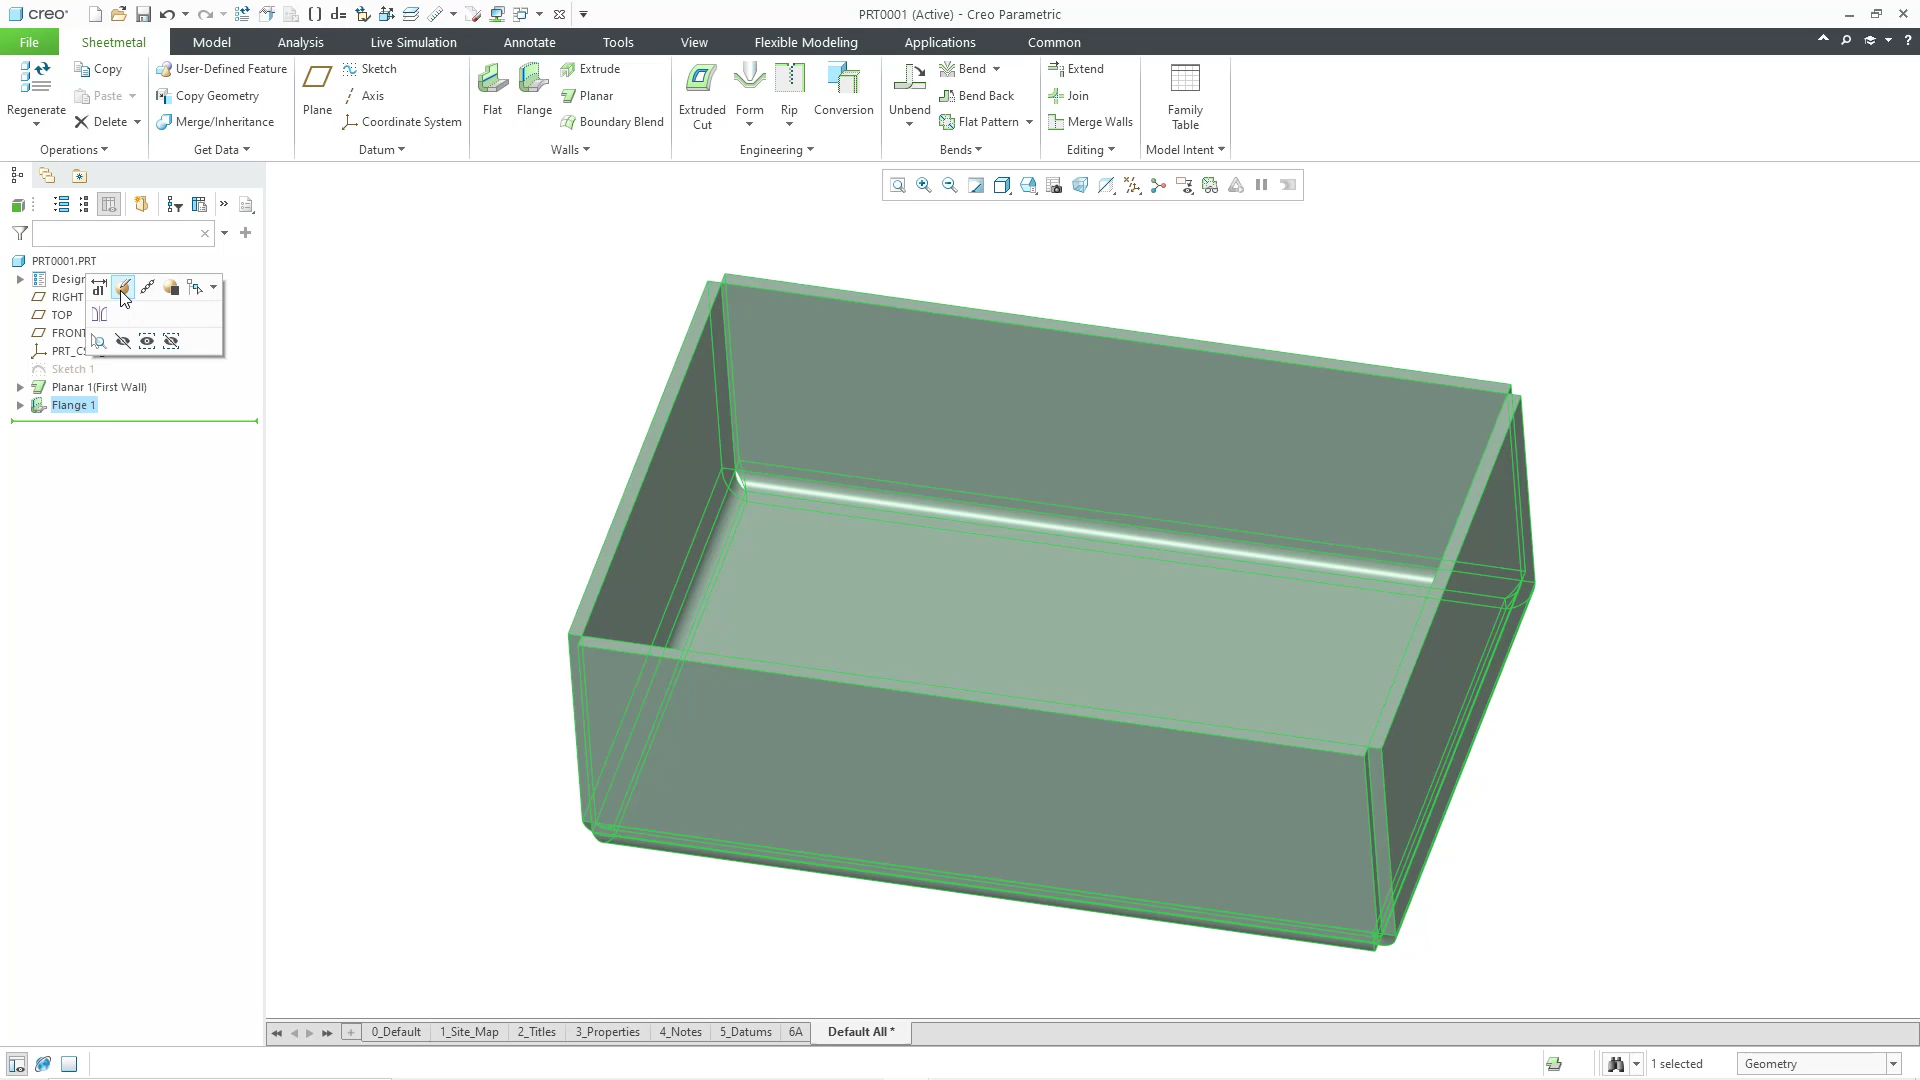 creo
d=
PRT0001 (Active) - Creo Parametric
File Sheetmetal Model Analysis Live Simulation Annotate Tools View Flexible Modeling Applications Common
?
Regenerate
Copy
Paste
Delete
Operations
User-Defined Feature
Copy Geometry
Merge/Inheritance
Get Data
Plane
Sketch
Axis
Coordinate System
Datum
Flat
Flange
Extrude
Planar
Boundary Blend
Walls
Extruded Cut
Form
Rip
Conversion
Engineering
Unbend
Bend
Bend Back
Flat Pattern
Bends
Extend
Join
Merge Walls
Editing
Family Table
Model Intent
PRT0001.PRT
Design
RIGHT
TOP
FRONT
PRT_CS
Sketch 1
Planar 1(First Wall)
Flange 1
0_Default 1_Site_Map 2_Titles 3_Properties 4_Notes 5_Datums 6A Default All *
1 selected
Geometry